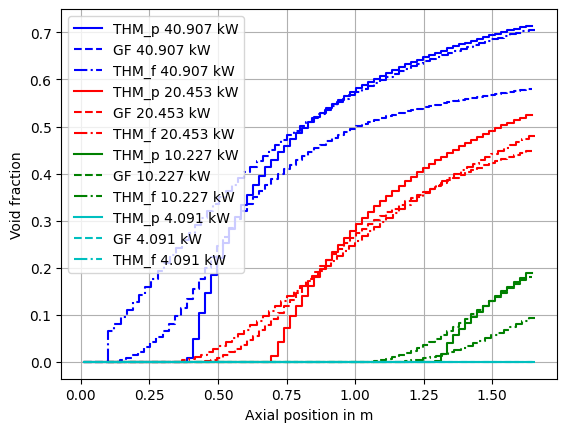 THM_p 40.907 kW
GF 40.907 kW
THM_f 40.907 kW
THM_p 20.453 kW
GF 20.453 kW
THM_f 20.453 kW
THM_p 10.227 kW
GF 10.227 kW
THM_f 10.227 kW
THM_p 4.091 kW
GF 4.091 kW
THM_f 4.091 kW
Void fraction
0.7
0.6
0.5
0.4
0.3
0.2
0.1
0.0
0.00 0.25 0.50 0.75 1.00 1.25 1.50
Axial position in m